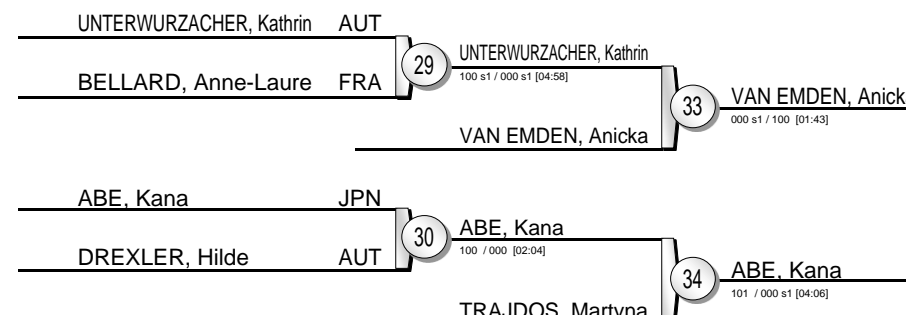 UNTERWURZACHER, Kathrin AUT
BELLARD, Anne-Laure FRA
29
UNTERWURZACHER, Kathrin
100 s1 / 000 s1 [04:58]
VAN EMDEN, Anicka
33
VAN EMDEN, Anick
000 s1 / 100 [01:43]
ABE, Kana JPN
DREXLER, Hilde AUT
30
ABE, Kana
100 / 000 [02:04]
TRAJDOS, Martyna
34
ABE, Kana
101 / 000 s1 [04:06]